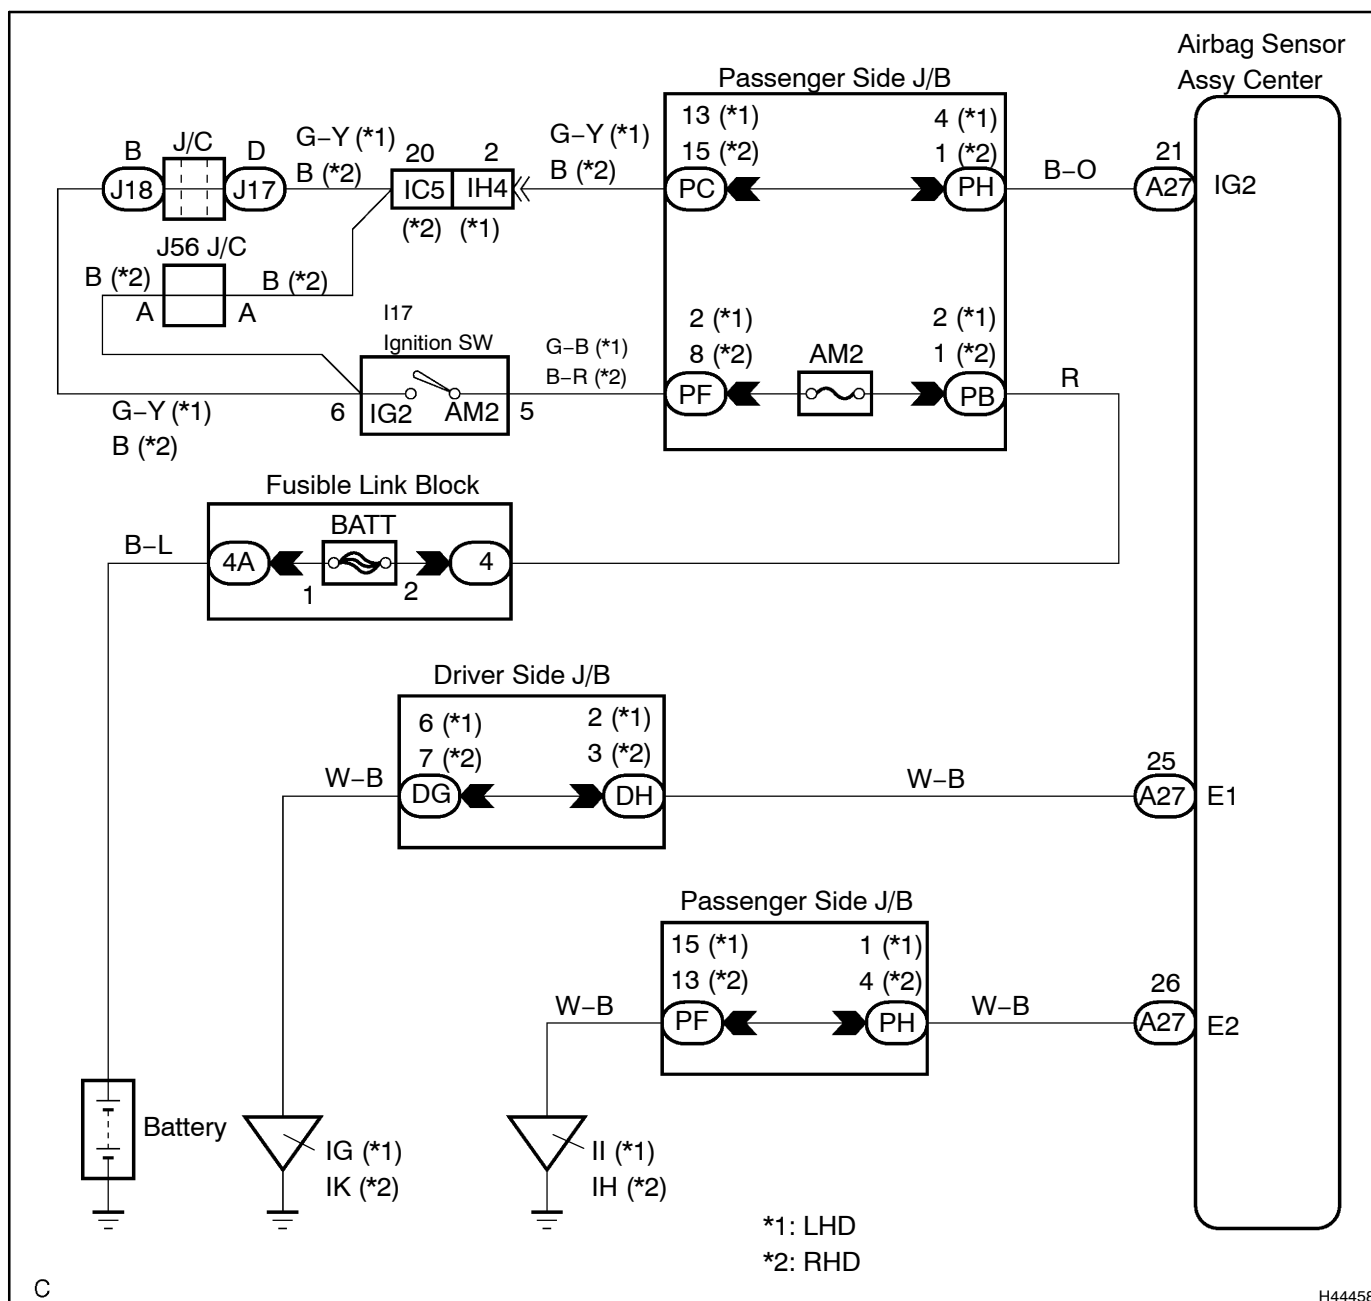 Airbag Sensor
Assy Center
Passenger Side J/B
13 (*1)
15 (*2)
4 (*1)
1 (*2)
B
J/C
D
G–Y (*1)
B (*2)
20
2
G–Y (*1)
B (*2)
21
J18
J17
IC5
IH4
PC
PH
B–O
A27
IG2
(*2)
(*1)
J56 J/C
B (*2)
B (*2)
A
A
I17
Ignition SW
G–B (*1)
B–R (*2)
2 (*1)
8 (*2)
AM2
2 (*1)
1 (*2)
R
PF
PB
6
IG2
AM2
5
G–Y (*1)
B (*2)
Fusible Link Block
BATT
B–L
4A
4
1
2
Driver Side J/B
6 (*1)
7 (*2)
2 (*1)
3 (*2)
W–B
DG
DH
W–B
25
A27
E1
Passenger Side J/B
15 (*1)
13 (*2)
1 (*1)
4 (*2)
W–B
PF
PH
W–B
26
A27
E2
Battery
IG (*1)
IK (*2)
II (*1)
IH (*2)
*1: LHD
*2: RHD
C
H44458